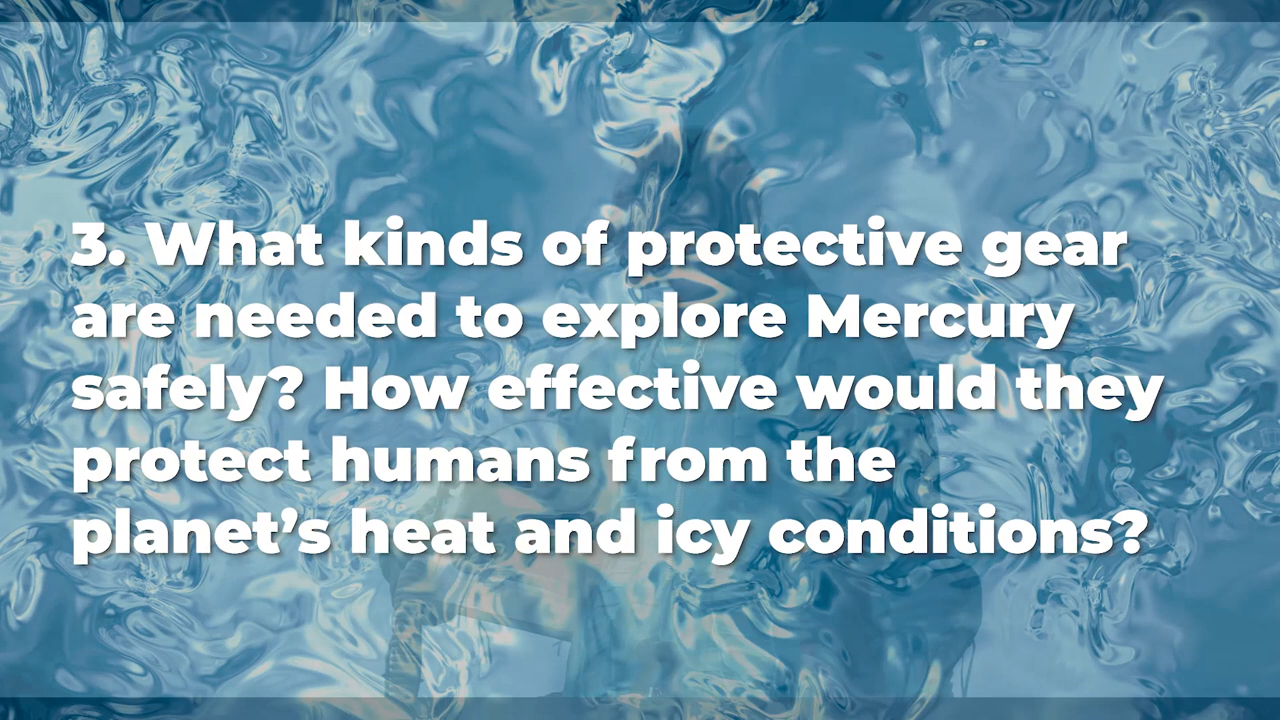 3. What kinds of protective gear
are needed to explore Mercury
safely? How effective would they
protect humans from the
planet’s heat and icy conditions?